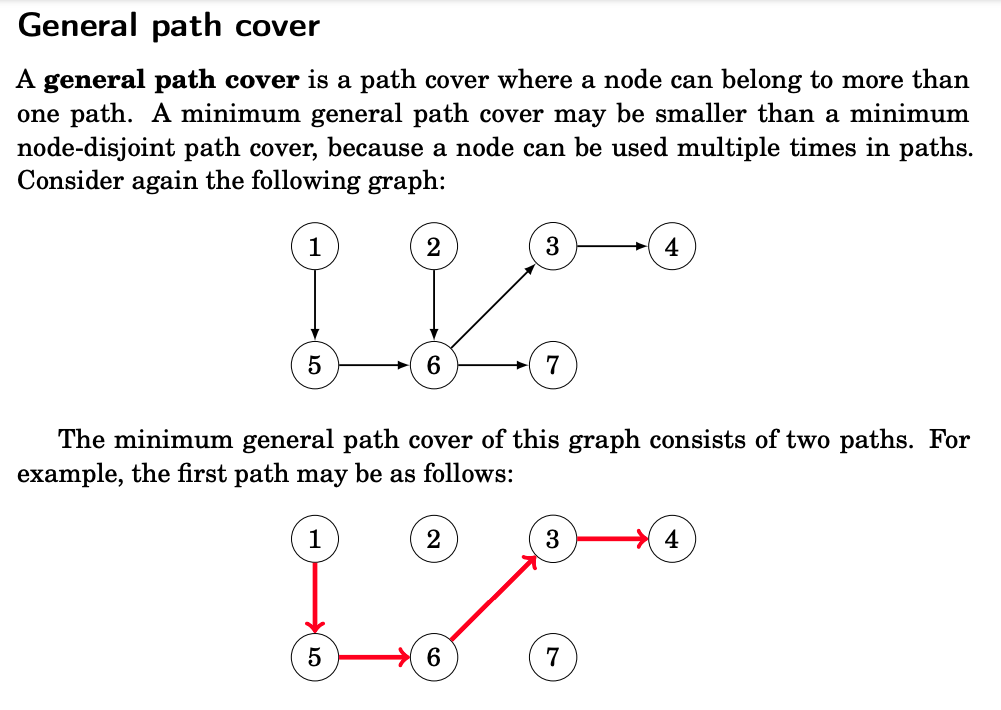 General path cover
A general path cover is a path cover where a node can belong to more than
one path. A minimum general path cover may be smaller than a minimum
node-disjoint path cover, because a node can be used multiple times in paths.
Consider again the following graph:
1 2 3 4
5 6 7
The minimum general path cover of this graph consists of two paths. For
example, the first path may be as follows:
1 2 3 4
5 6 7